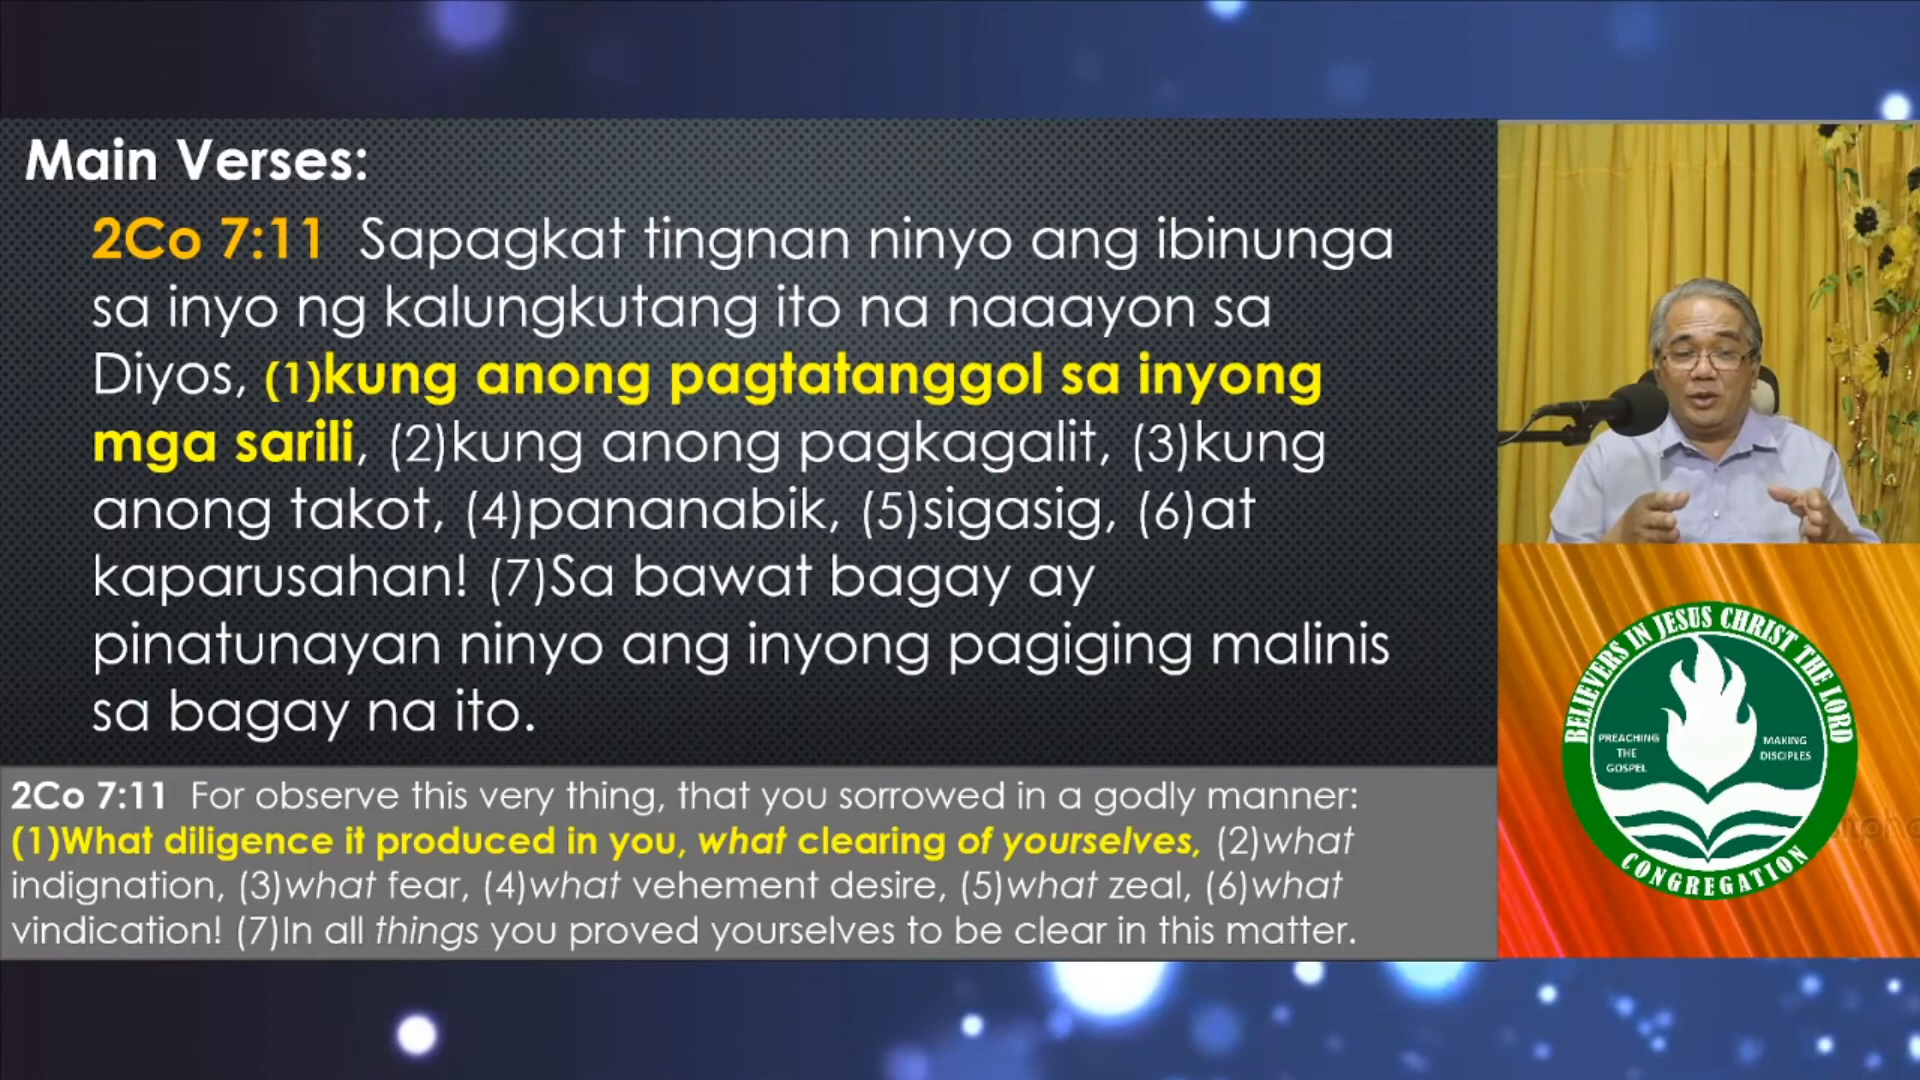 Main Verses:
2Co 7:11 Sapagkat tingnan ninyo ang ibinunga
sa inyo ng kalungkutang ito na naaayon sa
Diyos, (1)kung anong pagtatanggol sa inyong
mga sarili, (2)kung anong pagkagalit, (3)kung
anong takot, (4)pananabik, (5)sigasig, (6)at
kaparusahan! (7)Sa bawat bagay ay
pinatunayan ninyo ang inyong pagiging malinis
sa bagay na ito.
2Co 7:11 For observe this very thing, that you sorrowed in a godly manner:
(1)What diligence it produced in you, what clearing of yourselves, (2)what
indignation, (3)what fear, (4)what vehement desire, (5)what zeal, (6)what
vindication! (7)In all things you proved yourselves to be clear in this matter.
BELIEVERS IN JESUS CHRIST THE LORD
PREACHING
THE
GOSPEL
MAKING
DISCIPLES
CONGREGATION